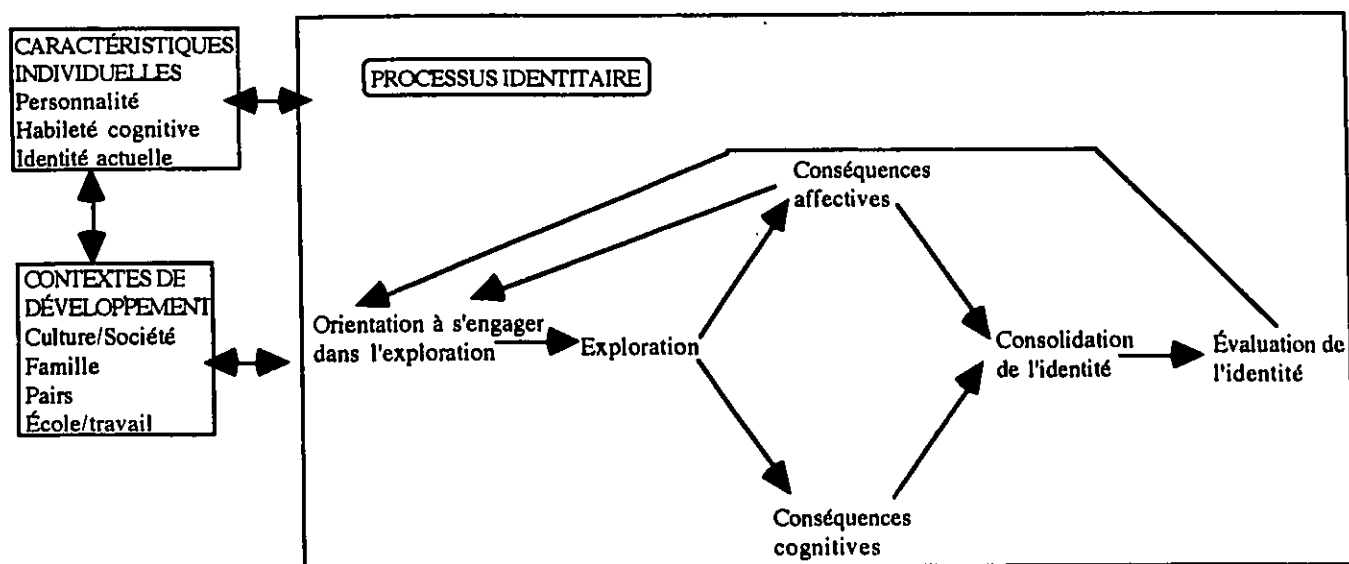 CARACTÉRISTIQUES
INDIVIDUELLES
Personnalité
Habileté cognitive
Identité actuelle
CONTEXTES DE
DÉVELOPPEMENT
Culture/Société
Famille
Pairs
École/travail
PROCESSUS IDENTITAIRE
Conséquences
affectives
Orientation à s'engager
dans l'exploration
Exploration
Consolidation
de l'identité
Évaluation de
l'identité
Conséquences
cognitives